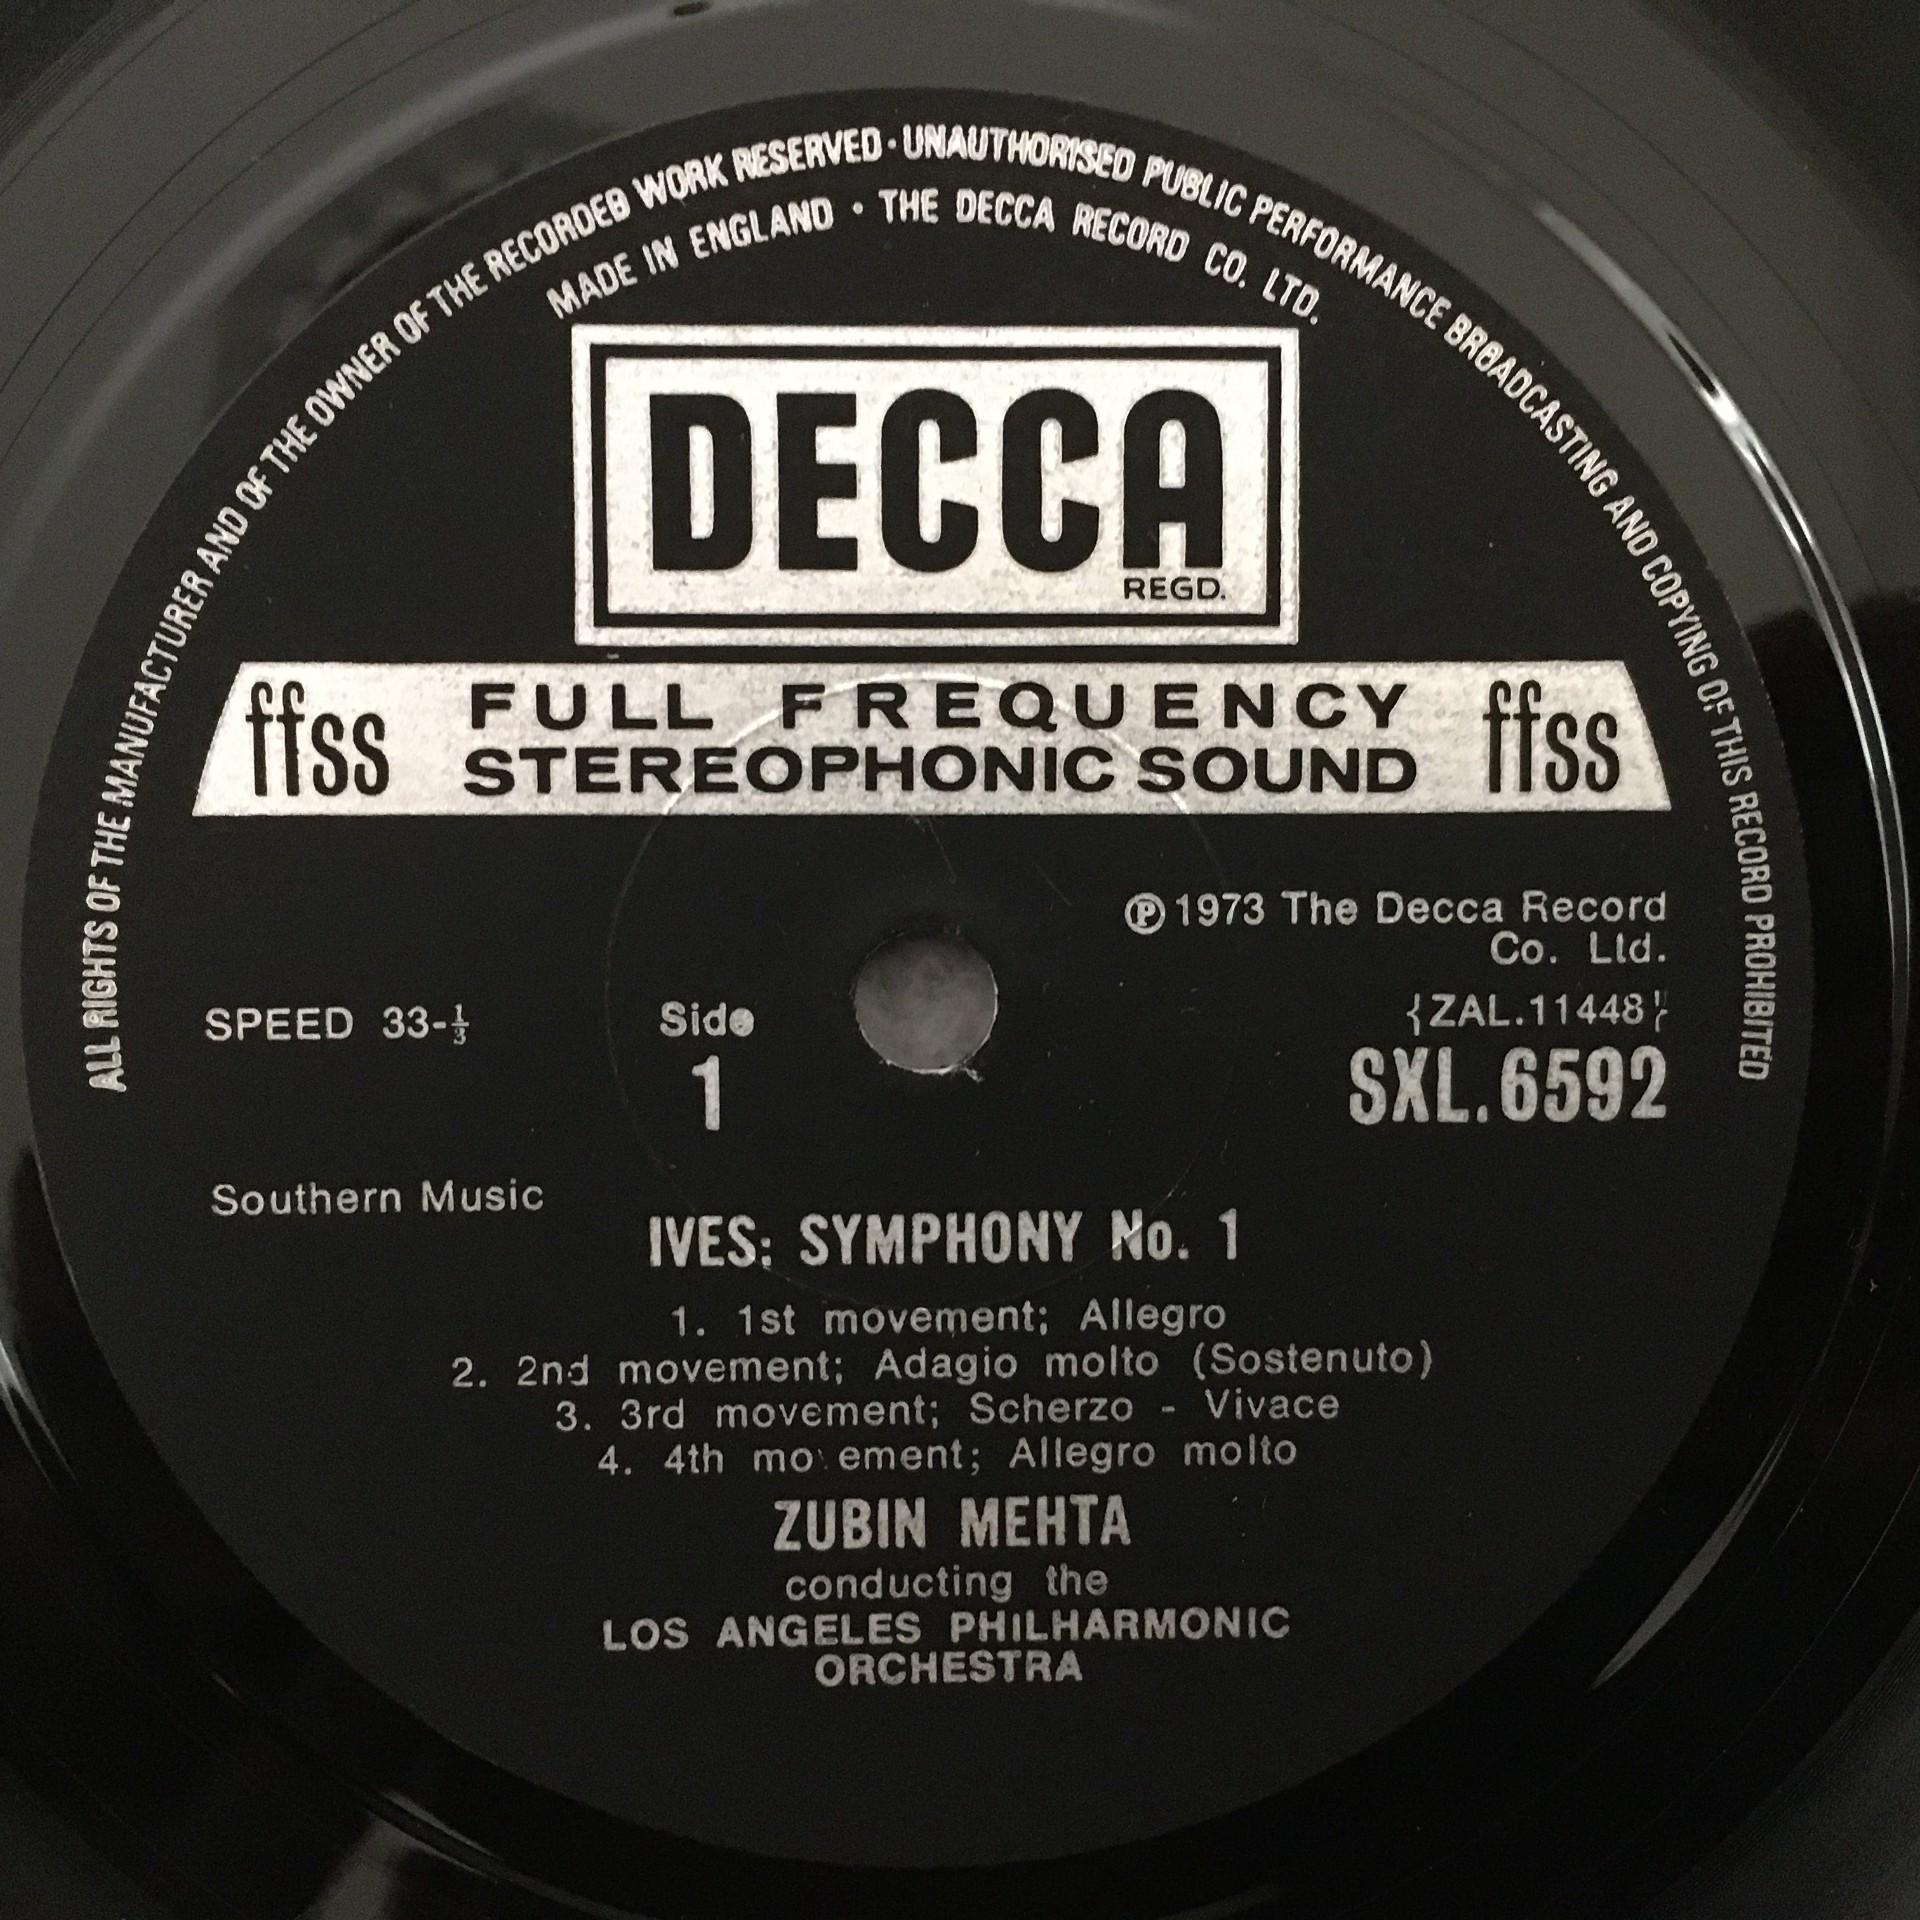 ALL RIGHTS OF THE MANUFACTURER AND OF THE OWNER OF THE RECORDED WORK RESERVED · UNAUTHORISED PUBLIC PERFORMANCE BROADCASTING AND COPYING OF THIS RECORD PROHIBITED
MADE IN ENGLAND · THE DECCA RECORD CO. LTD.
DECCA
REGD.
ffss FULL FREQUENCY STEREOPHONIC SOUND ffss
℗ 1973 The Decca Record
Co. Ltd.
SPEED 33-⅓
Side
1
{ZAL.11448}
SXL.6592
Southern Music
IVES: SYMPHONY No. 1
1. 1st movement; Allegro
2. 2nd movement; Adagio molto (Sostenuto)
3. 3rd movement; Scherzo - Vivace
4. 4th movement; Allegro molto
ZUBIN MEHTA
conducting the
LOS ANGELES PHILHARMONIC
ORCHESTRA